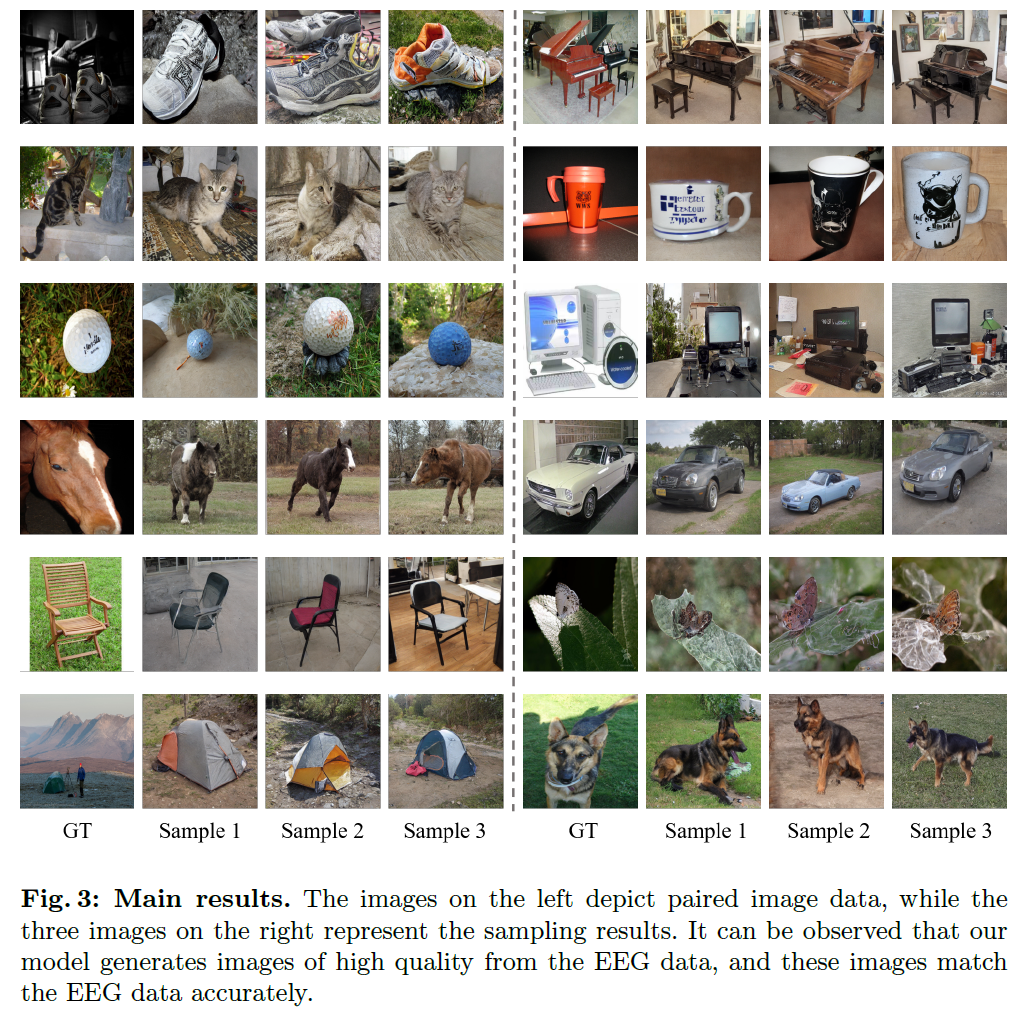 WHS
GT Sample 1 Sample 2 Sample 3 GT Sample 1 Sample 2 Sample 3
Fig. 3: Main results. The images on the left depict paired image data, while the
three images on the right represent the sampling results. It can be observed that our
model generates images of high quality from the EEG data, and these images match
the EEG data accurately.